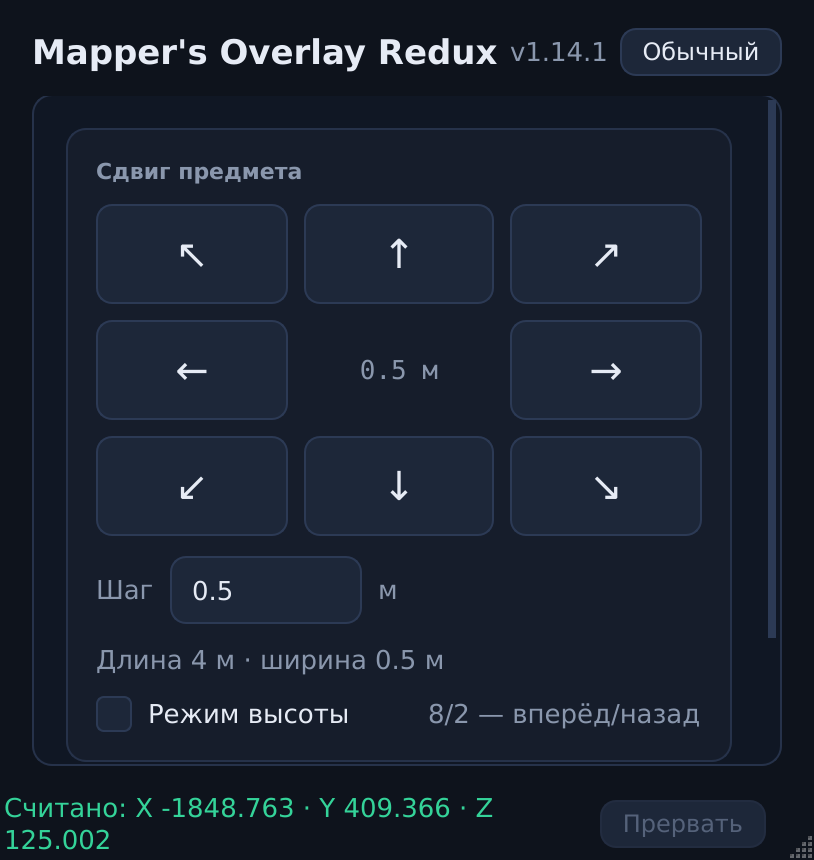 Mapper's Overlay Redux v1.14.1 Обычный
Сдвиг предмета
↖ ↑ ↗
← 0.5 м →
↙ ↓ ↘
Шаг 0.5 м
Длина 4 м · ширина 0.5 м
Режим высоты 8/2 — вперёд/назад
Считано: X -1848.763 · Y 409.366 · Z
125.002
Прервать